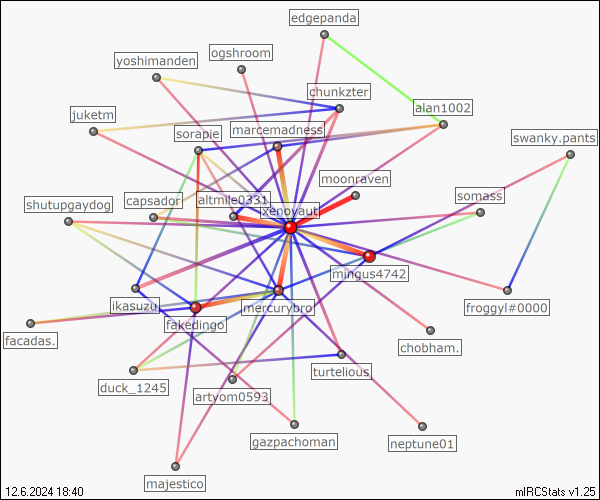 edgepanda
ogshroom
yoshimanden
chunkzter
alan1002
juketm
marcemadness
sorapie
swanky.pants
moonraven
somass
capsador
altmile0331
shutupgaydog
xenovaut
mingus4742
ikasuzu
mercurybro
froggyl#0000
fakedingo
facadas.
chobham.
turtelious
duck_1245
artyom0593
gazpachoman
neptune01
majestico
12.6.2024 18:40
mIRCStats v1.25